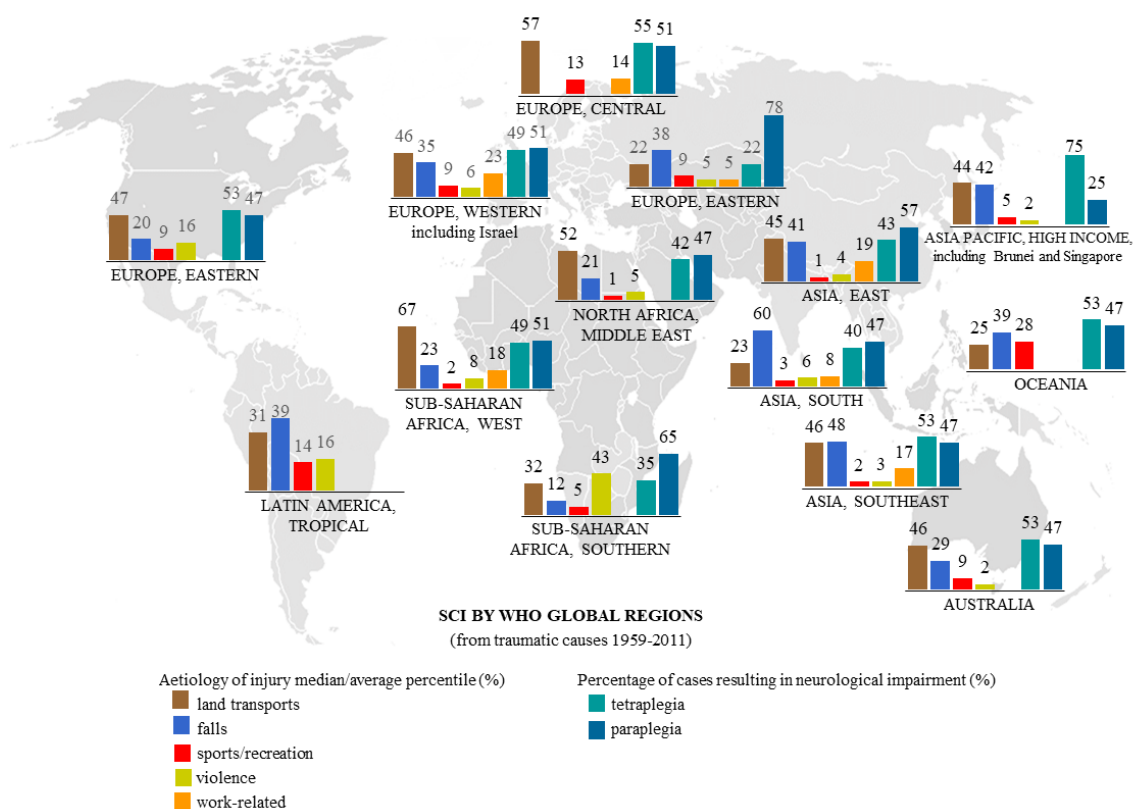 57
13
14
55
51
EUROPE, CENTRAL
46
35
9
6
23
49
51
EUROPE, WESTERN
including Israel
22
38
9
5
5
22
78
EUROPE, EASTERN
44
42
5
2
75
25
ASIA PACIFIC, HIGH INCOME,
including Brunei and Singapore
47
20
9
16
53
47
EUROPE, EASTERN
52
21
1
5
42
47
NORTH AFRICA,
MIDDLE EAST
45
41
1
4
19
43
57
ASIA, EAST
67
23
2
8
18
49
51
SUB-SAHARAN
AFRICA, WEST
23
60
3
6
8
40
47
ASIA, SOUTH
25
39
28
53
47
OCEANIA
31
39
14
16
LATIN AMERICA,
TROPICAL
32
12
5
43
35
65
SUB-SAHARAN
AFRICA, SOUTHERN
46
48
2
3
17
53
47
ASIA, SOUTHEAST
46
29
9
2
53
47
AUSTRALIA
SCI BY WHO GLOBAL REGIONS
(from traumatic causes 1959-2011)
Aetiology of injury median/average percentile (%)
land transports
falls
sports/recreation
violence
work-related
Percentage of cases resulting in neurological impairment (%)
tetraplegia
paraplegia